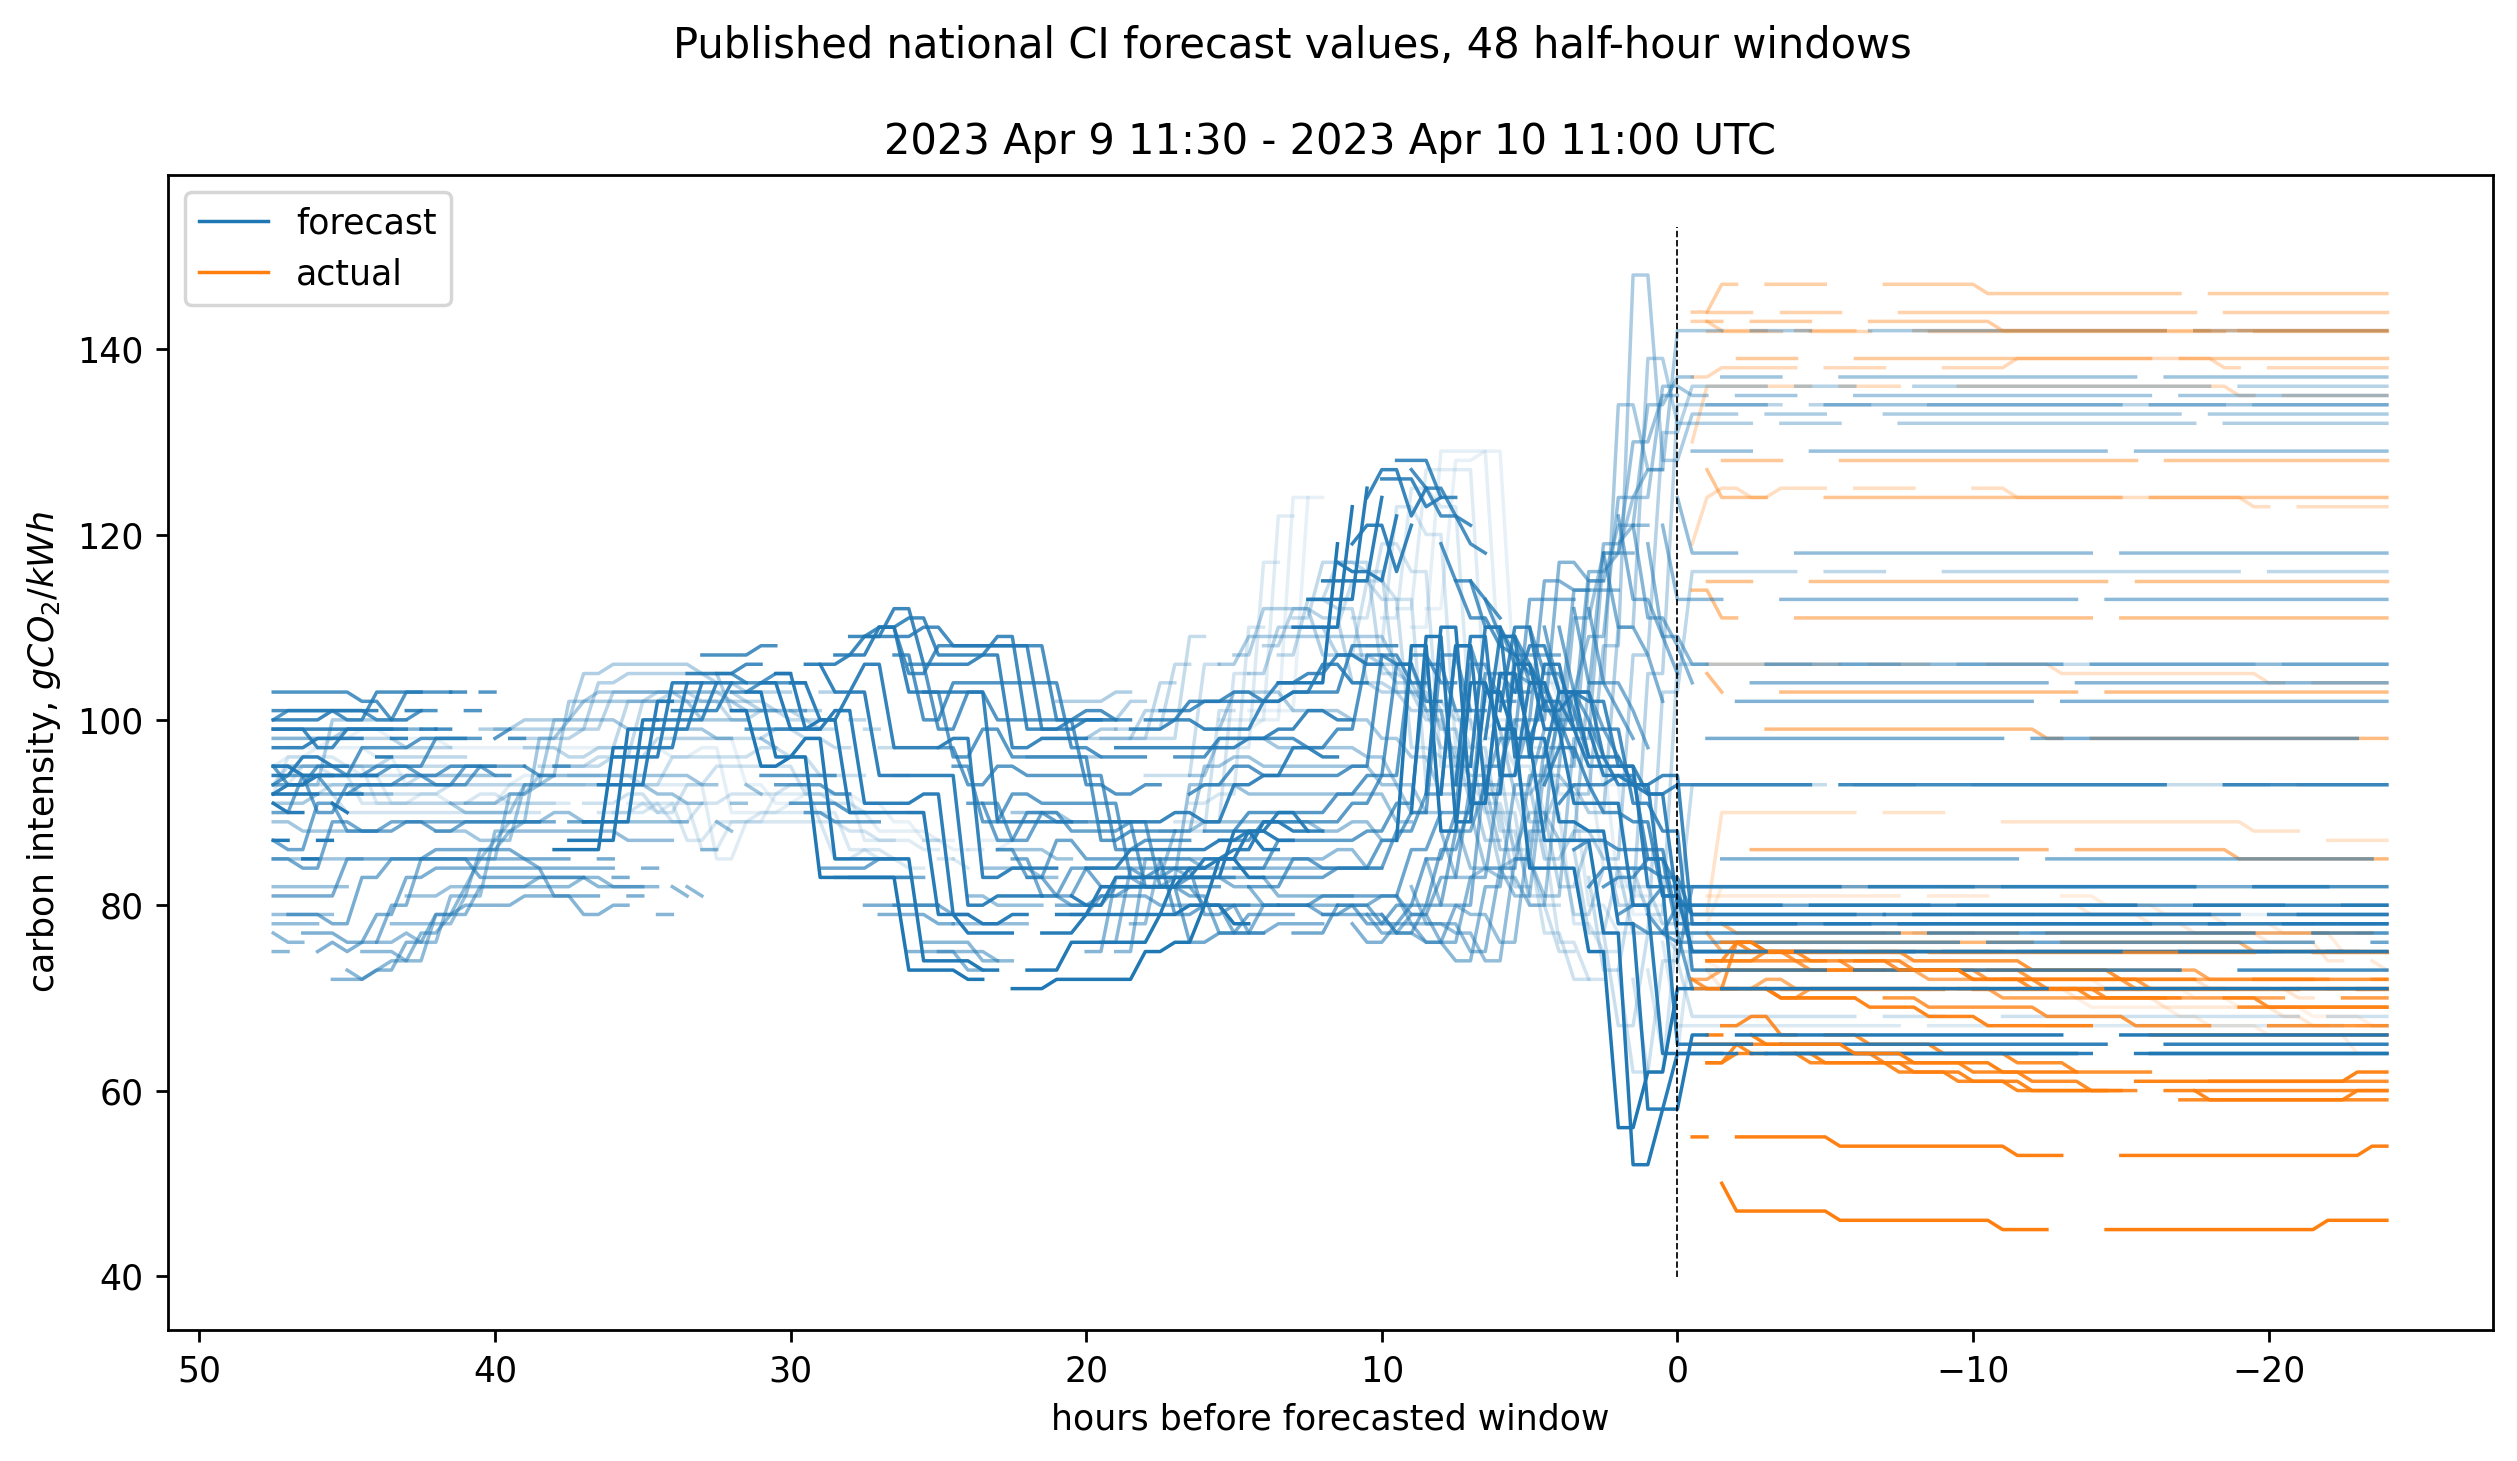 Published national CI forecast values, 48 half-hour windows
2023 Apr 9 11:30 - 2023 Apr 10 11:00 UTC
forecast
actual
140
120
100
80
60
40
carbon intensity, gCO₂/kWh
50
40
30
20
10
0
−10
−20
hours before forecasted window